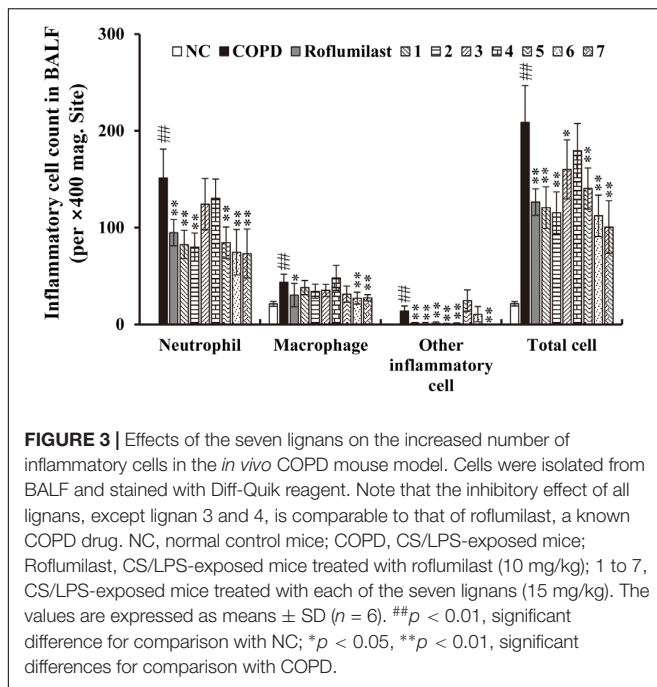 300
200
100
0
Inflammatory cell count in BALF
(per ×400 mag. Site)
NC COPD Roflumilast 1 2 3 4 5 6 7
## ** ** ** ** ** **
## * ** **
## ** ** ** ** ** **
## ** ** ** * ** ** **
Neutrophil Macrophage Other inflammatory cell Total cell
FIGURE 3 | Effects of the seven lignans on the increased number of
inflammatory cells in the in vivo COPD mouse model. Cells were isolated from
BALF and stained with Diff-Quik reagent. Note that the inhibitory effect of all
lignans, except lignan 3 and 4, is comparable to that of roflumilast, a known
COPD drug. NC, normal control mice; COPD, CS/LPS-exposed mice;
Roflumilast, CS/LPS-exposed mice treated with roflumilast (10 mg/kg); 1 to 7,
CS/LPS-exposed mice treated with each of the seven lignans (15 mg/kg). The
values are expressed as means ± SD (n = 6). ##p < 0.01, significant
difference for comparison with NC; *p < 0.05, **p < 0.01, significant
differences for comparison with COPD.